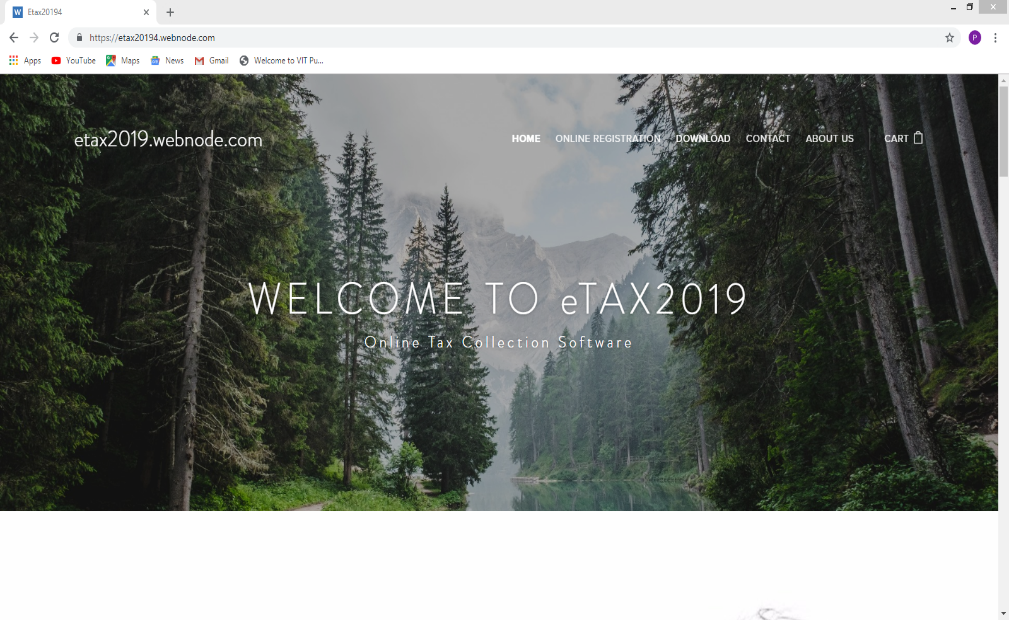 Etax20194
https://etax20194.webnode.com
Apps YouTube Maps News Gmail Welcome to VIT Pu...
etax2019.webnode.com
HOME ONLINE REGISTRATION DOWNLOAD CONTACT ABOUT US CART
WELCOME TO eTAX2019
Online Tax Collection Software